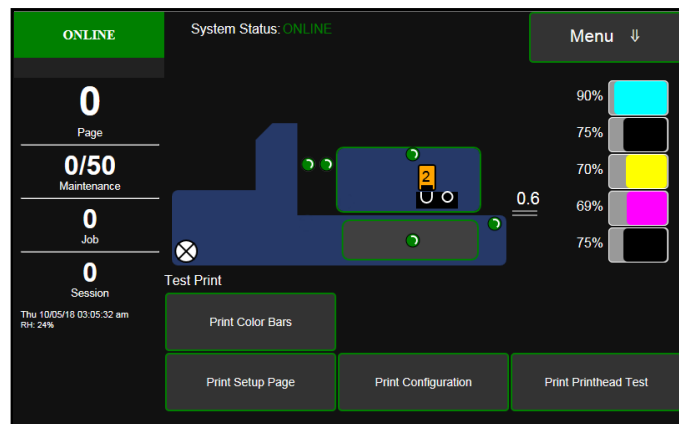 ONLINE
System Status: ONLINE
Menu ⇓
0
Page
0/50
Maintenance
0
Job
0
Session
Thu 10/05/18 03:05:32 am
RH: 24%
2
0.6
90%
75%
70%
69%
75%
Test Print
Print Color Bars
Print Setup Page
Print Configuration
Print Printhead Test